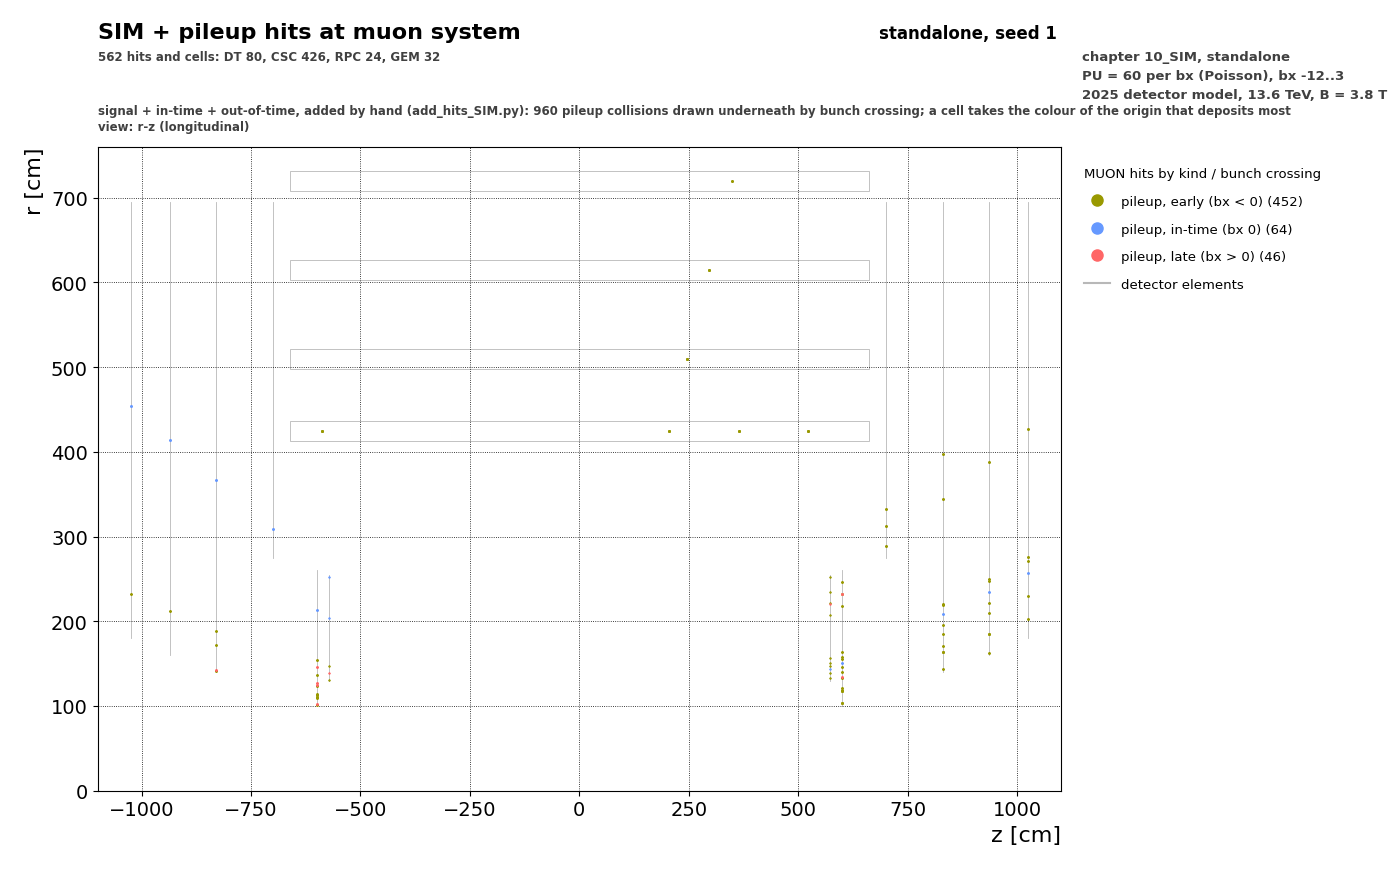 SIM + pileup hits at muon system
standalone, seed 1
562 hits and cells: DT 80, CSC 426, RPC 24, GEM 32
chapter 10_SIM, standalone
PU = 60 per bx (Poisson), bx -12..3
2025 detector model, 13.6 TeV, B = 3.8 T
signal + in-time + out-of-time, added by hand (add_hits_SIM.py): 960 pileup collisions drawn underneath by bunch crossing; a cell takes the colour of the origin that deposits most
view: r-z (longitudinal)
r [cm]
700
600
500
400
300
200
100
0
−1000
−750
−500
−250
0
250
500
750
1000
z [cm]
MUON hits by kind / bunch crossing
pileup, early (bx < 0) (452)
pileup, in-time (bx 0) (64)
pileup, late (bx > 0) (46)
detector elements